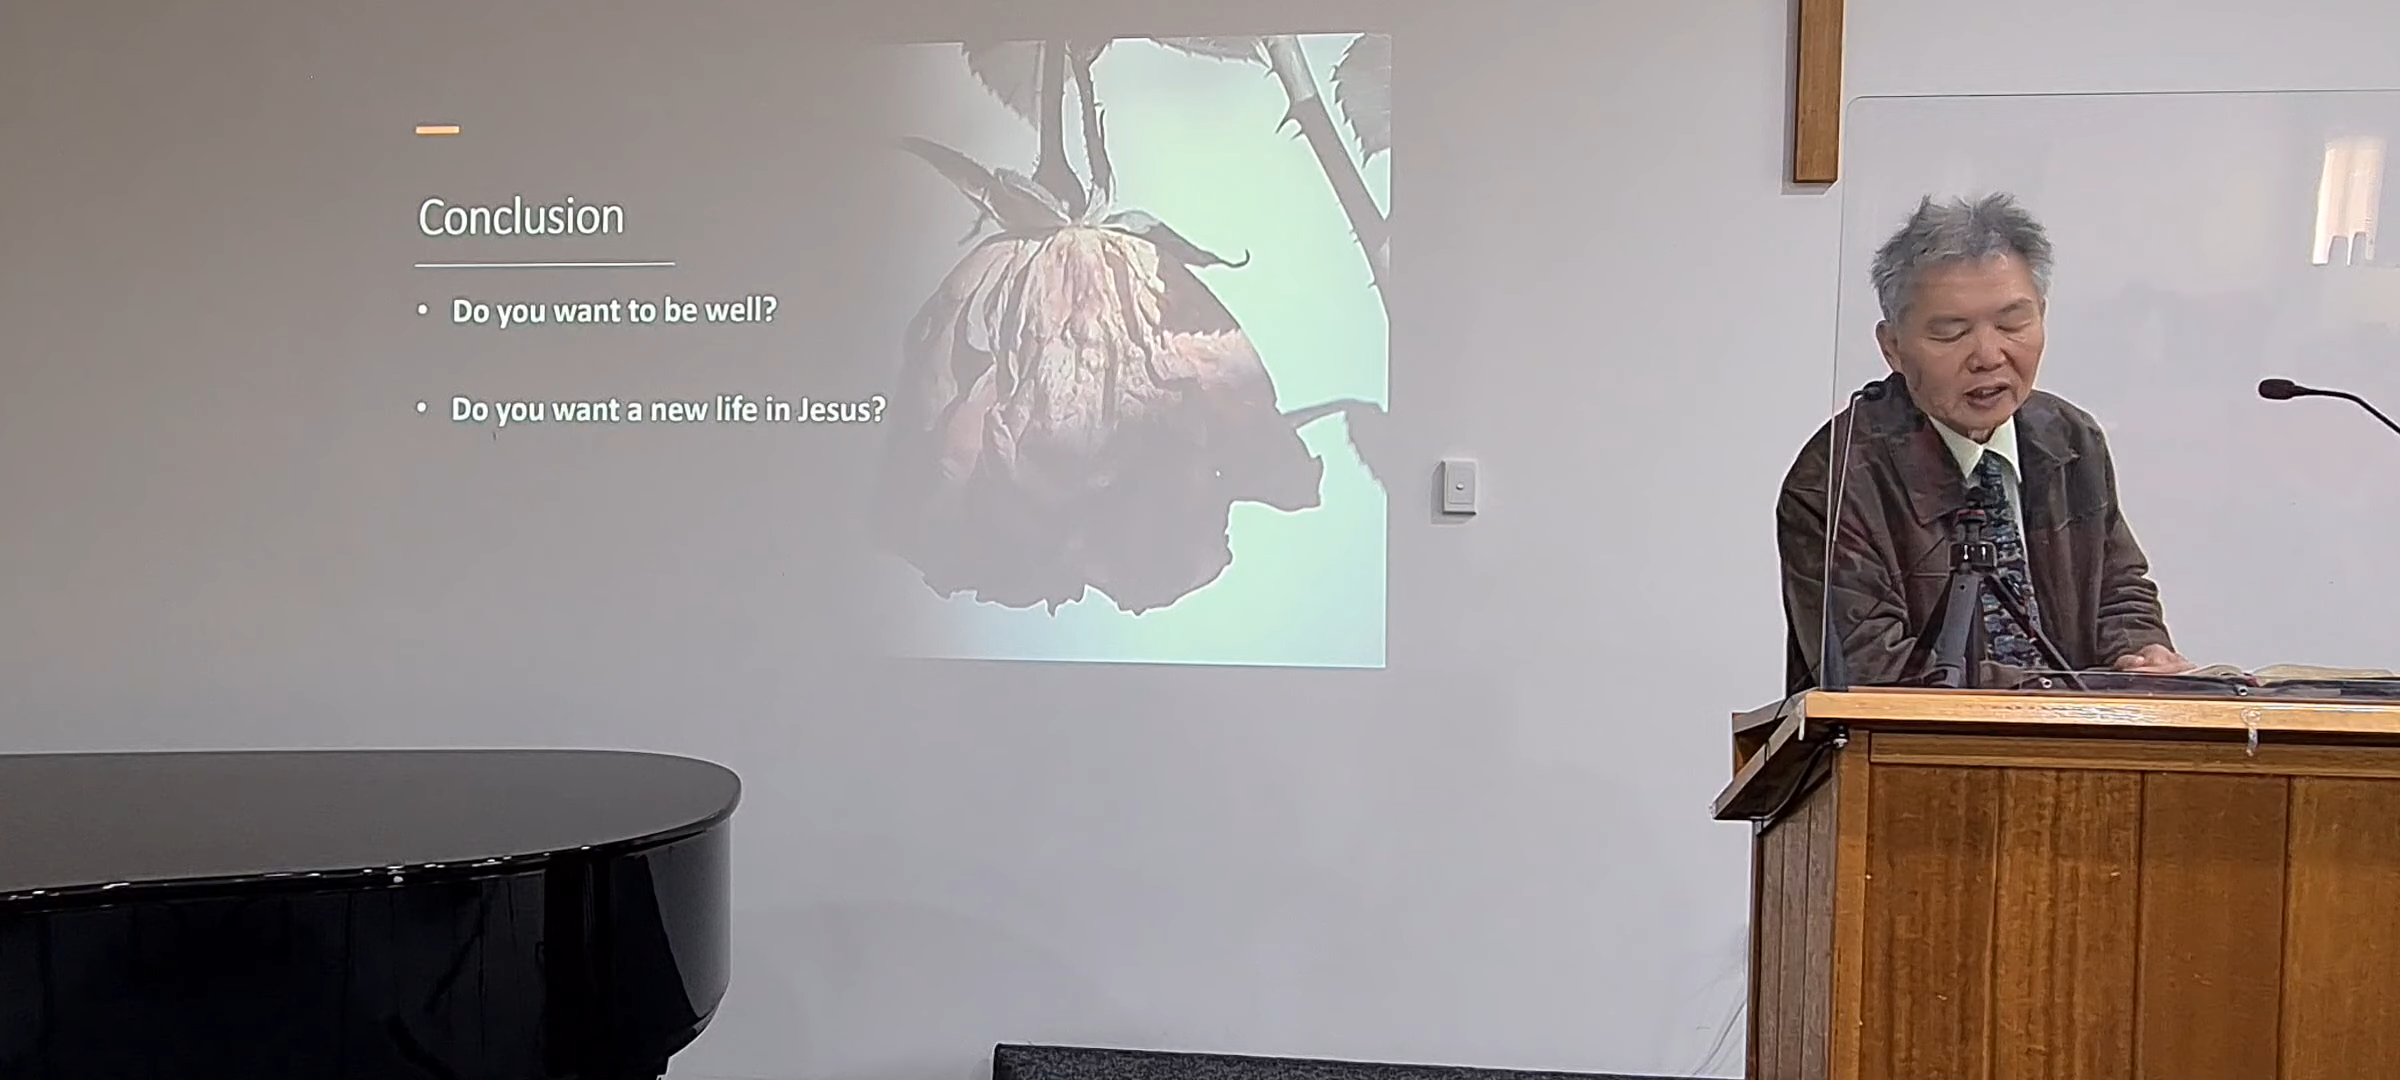 Conclusion
• Do you want to be well?
• Do you want a new life in Jesus?